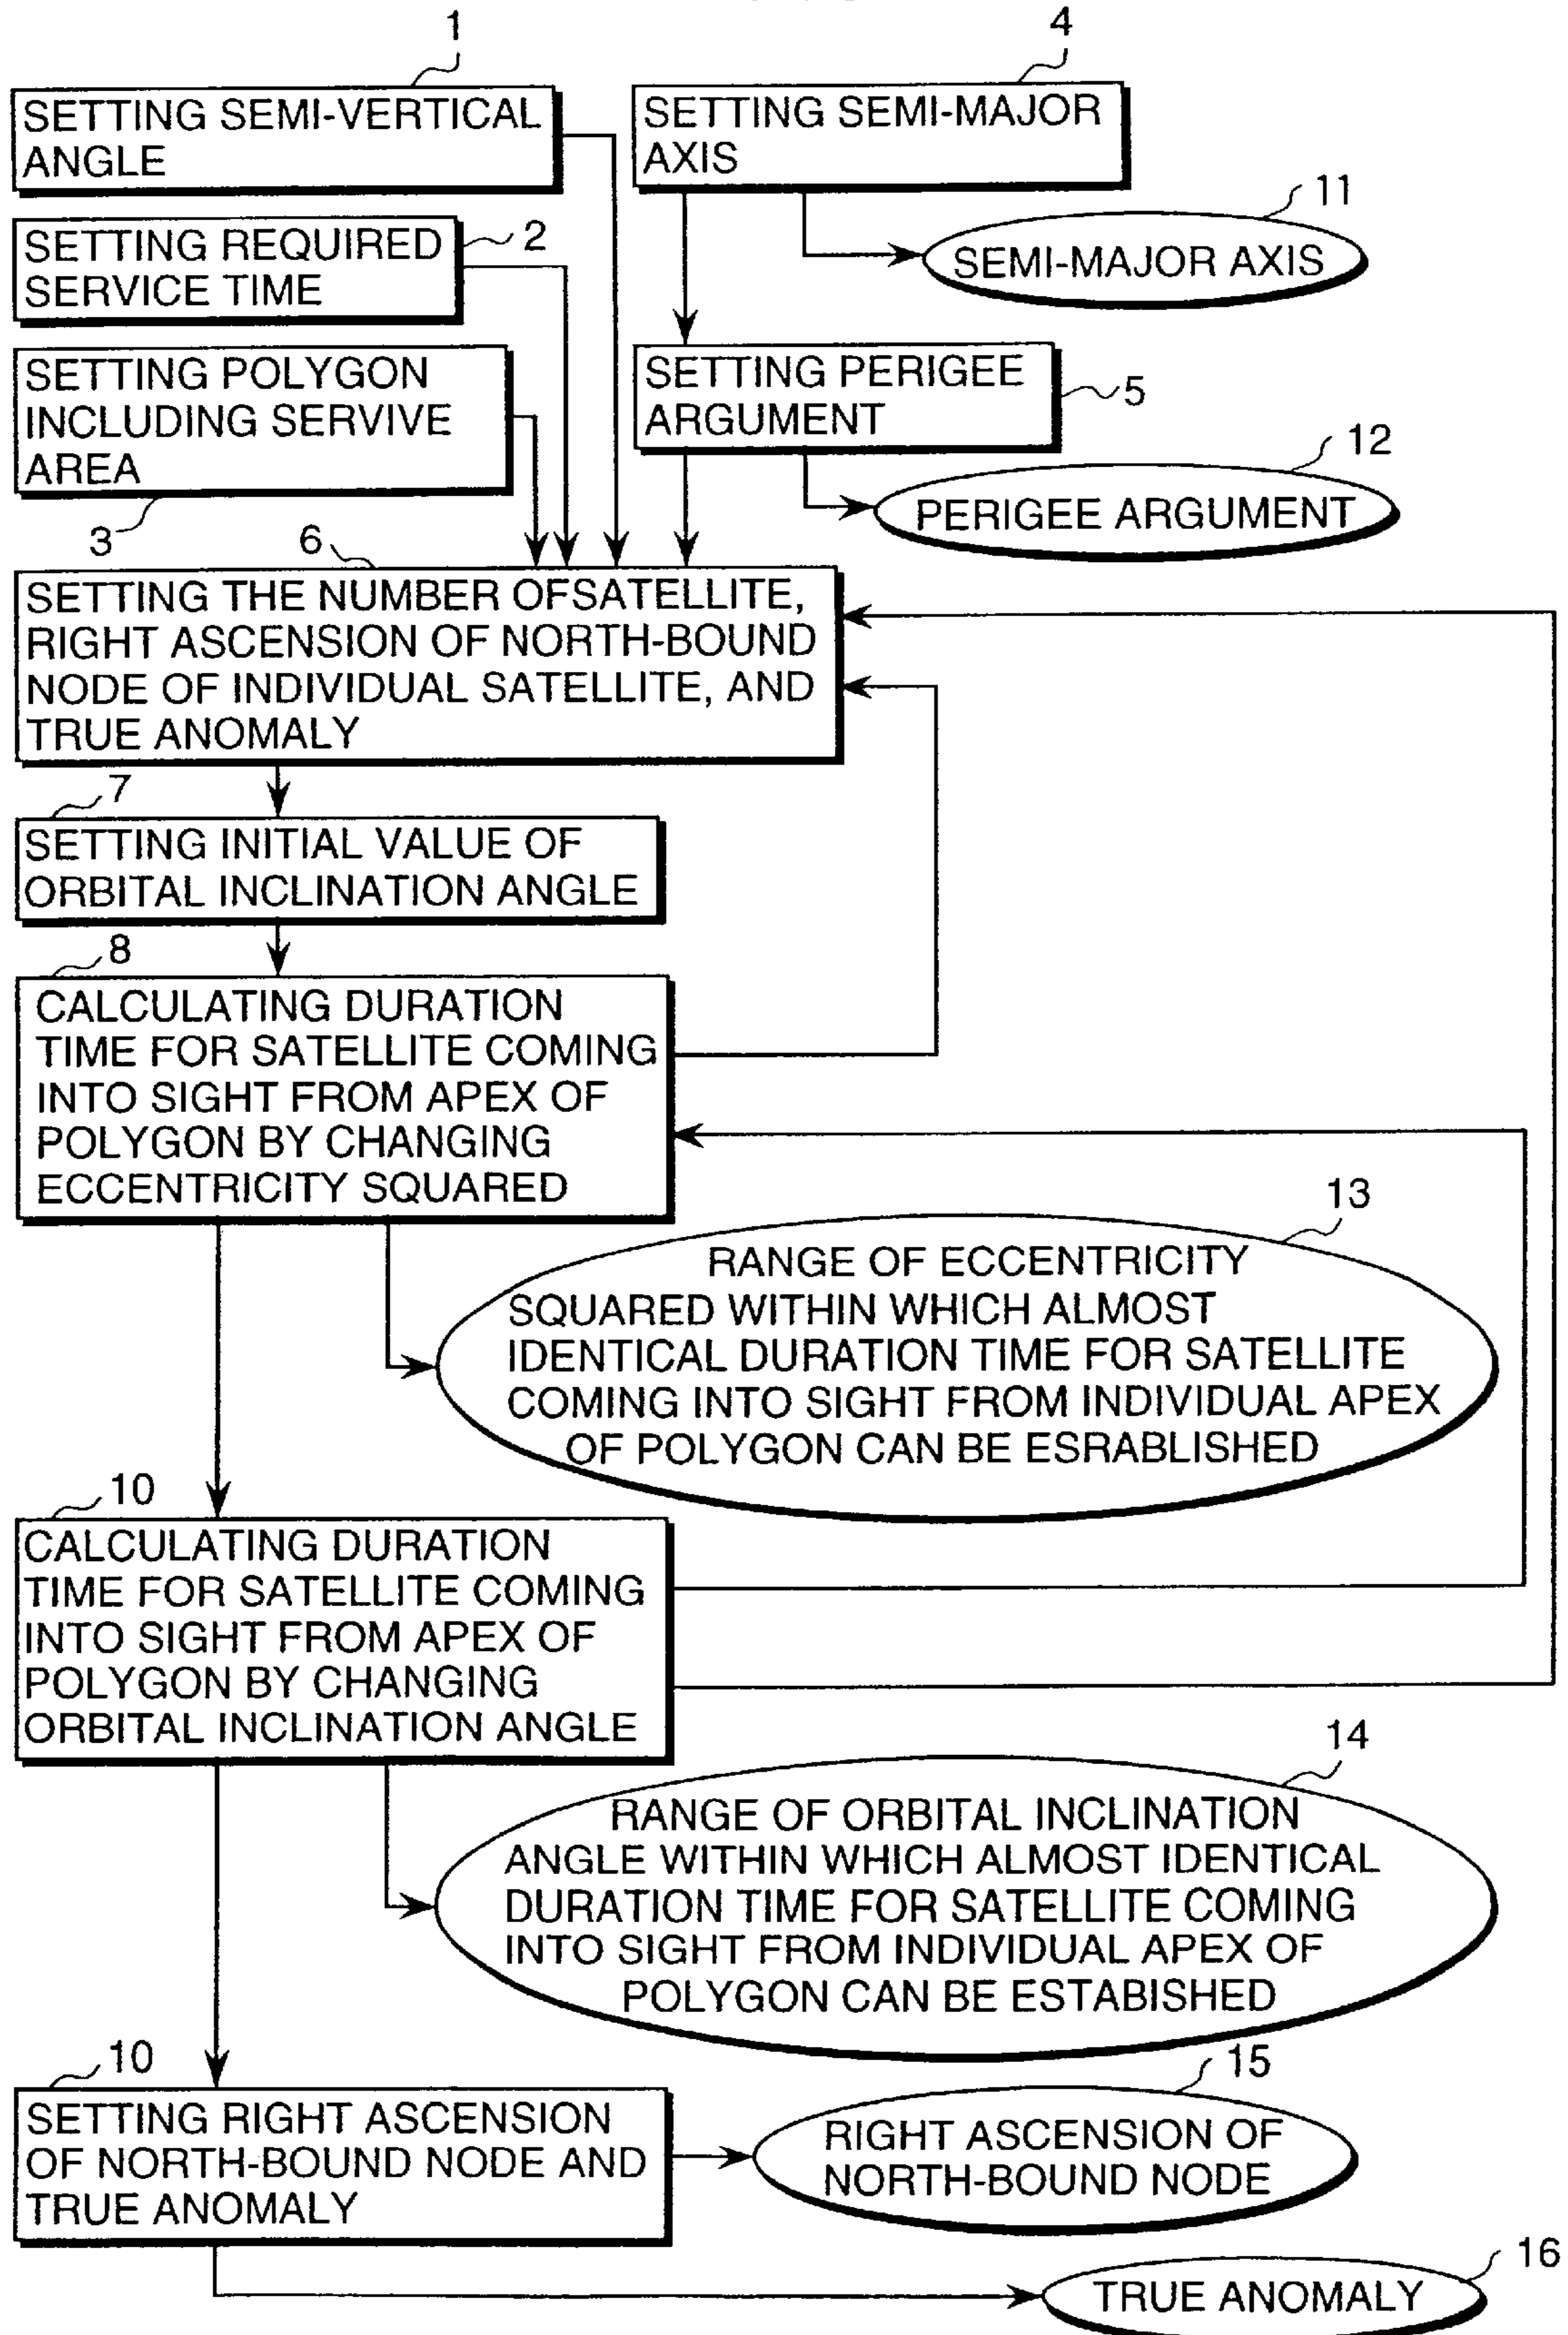 1
SETTING SEMI-VERTICAL
ANGLE
4
SETTING SEMI-MAJOR
AXIS
11
SEMI-MAJOR AXIS
2
SETTING REQUIRED
SERVICE TIME
SETTING POLYGON
INCLUDING SERVIVE
AREA
3
SETTING PERIGEE
ARGUMENT
5
12
PERIGEE ARGUMENT
6
SETTING THE NUMBER OFSATELLITE,
RIGHT ASCENSION OF NORTH-BOUND
NODE OF INDIVIDUAL SATELLITE, AND
TRUE ANOMALY
7
SETTING INITIAL VALUE OF
ORBITAL INCLINATION ANGLE
8
CALCULATING DURATION
TIME FOR SATELLITE COMING
INTO SIGHT FROM APEX OF
POLYGON BY CHANGING
ECCENTRICITY SQUARED
13
RANGE OF ECCENTRICITY
SQUARED WITHIN WHICH ALMOST
IDENTICAL DURATION TIME FOR SATELLITE
COMING INTO SIGHT FROM INDIVIDUAL APEX
OF POLYGON CAN BE ESRABLISHED
10
CALCULATING DURATION
TIME FOR SATELLITE COMING
INTO SIGHT FROM APEX OF
POLYGON BY CHANGING
ORBITAL INCLINATION ANGLE
14
RANGE OF ORBITAL INCLINATION
ANGLE WITHIN WHICH ALMOST IDENTICAL
DURATION TIME FOR SATELLITE COMING
INTO SIGHT FROM INDIVIDUAL APEX OF
POLYGON CAN BE ESTABISHED
10
SETTING RIGHT ASCENSION
OF NORTH-BOUND NODE AND
TRUE ANOMALY
15
RIGHT ASCENSION OF
NORTH-BOUND NODE
16
TRUE ANOMALY